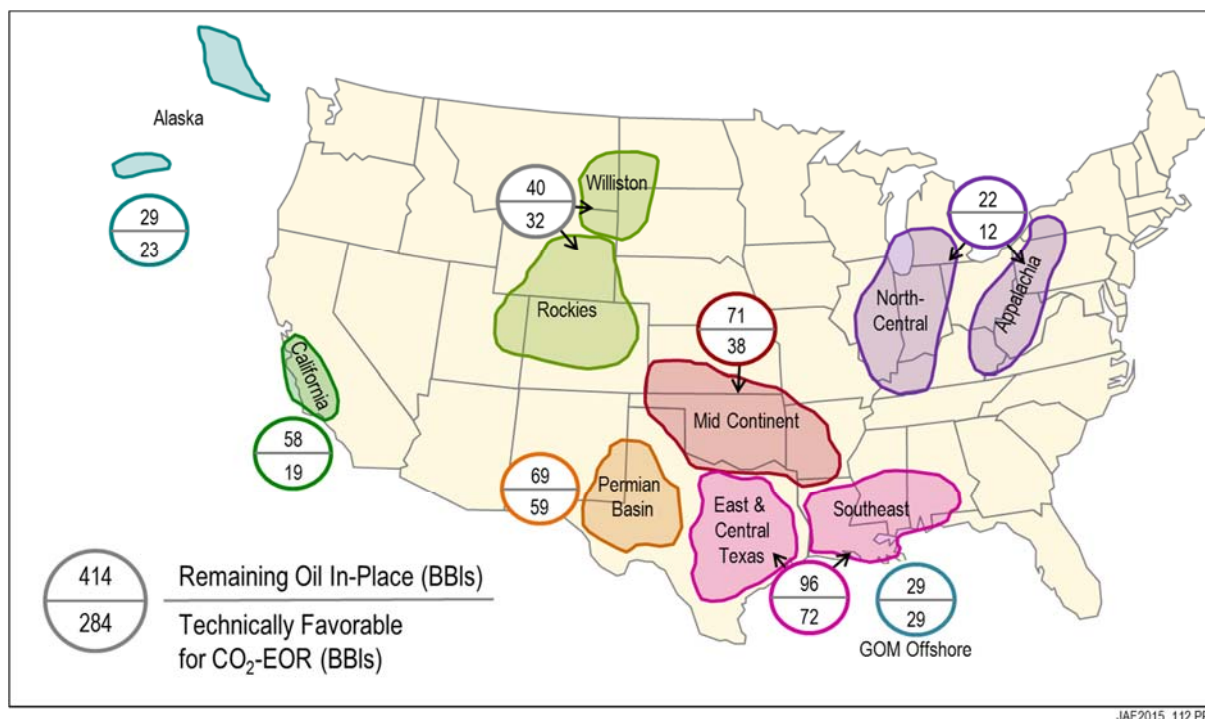 Alaska
29
23
Williston
40
32
Rockies
22
12
North-
Central
Appalachia
71
38
Mid Continent
California
58
19
69
59
Permian
Basin
East &
Central
Texas
Southeast
96
72
29
29
GOM Offshore
414
284
Remaining Oil In-Place (BBls)
Technically Favorable
for CO₂-EOR (BBls)